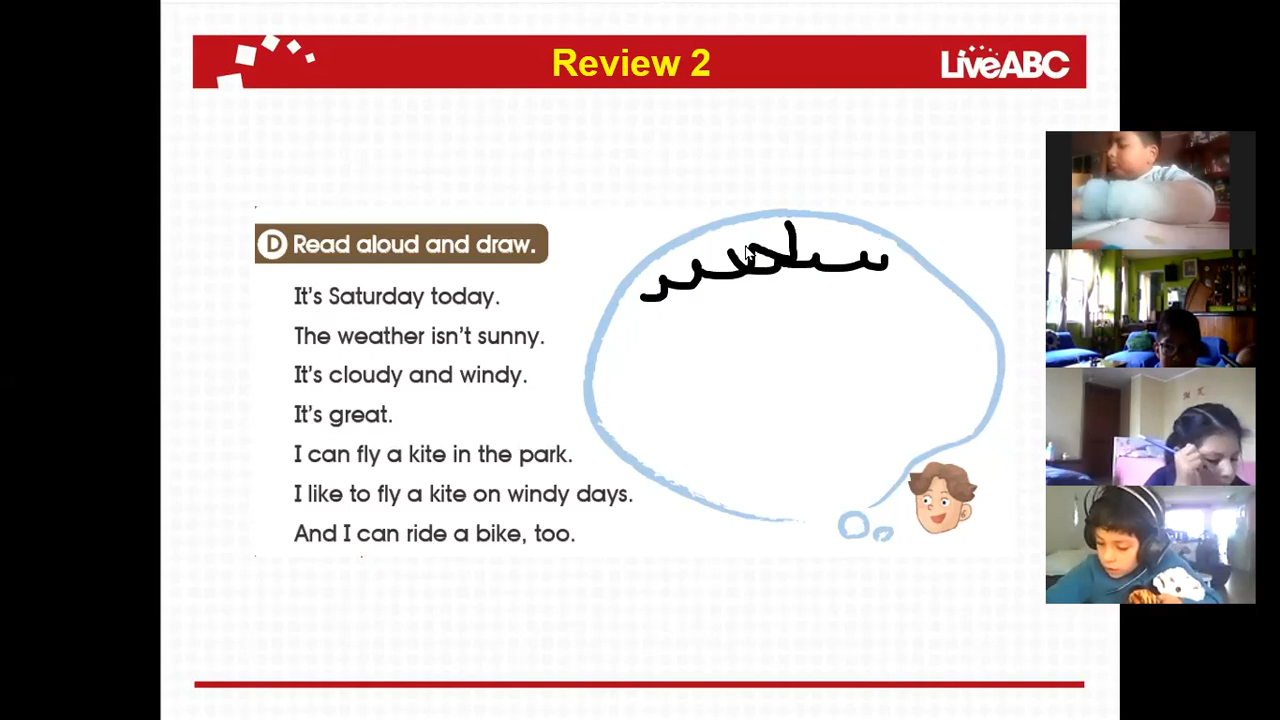 Review 2
LiveABC
D Read aloud and draw.
It's Saturday today.
The weather isn't sunny.
It's cloudy and windy.
It's great.
I can fly a kite in the park.
I like to fly a kite on windy days.
And I can ride a bike, too.